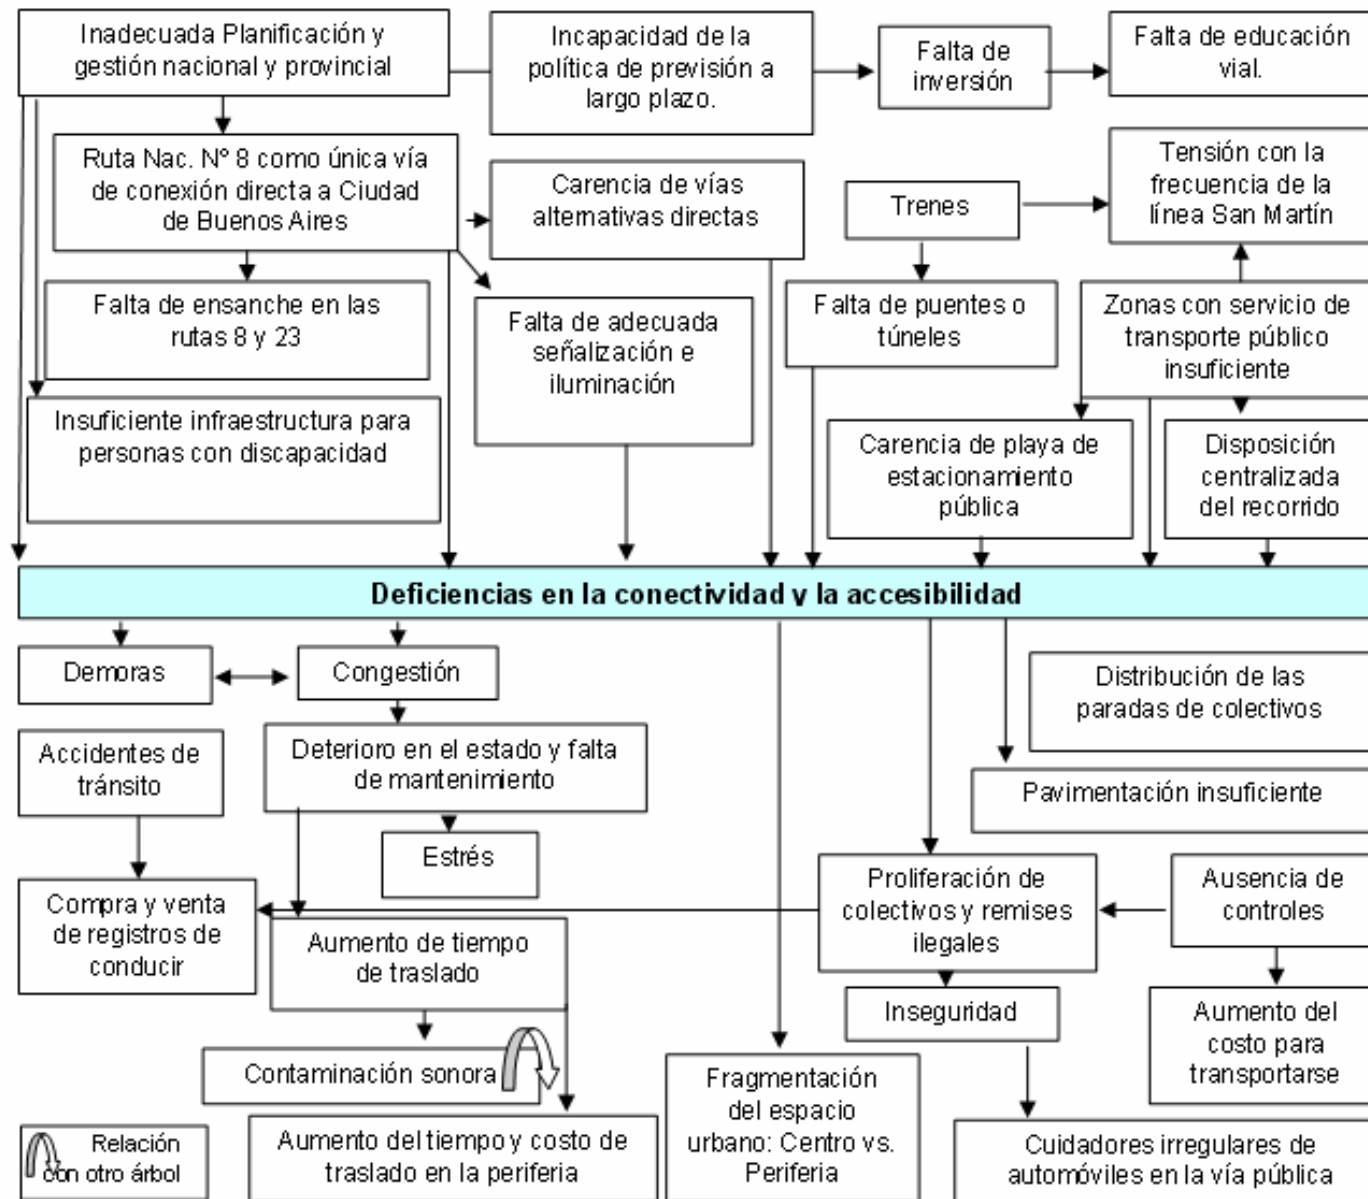 Inadecuada Planificación y
gestión nacional y provincial
Incapacidad de la
política de previsión a
largo plazo.
Falta de
inversión
Falta de educación
vial.
Ruta Nac. Nº 8 como única vía
de conexión directa a Ciudad
de Buenos Aires
Carencia de vías
alternativas directas
Trenes
Tensión con la
frecuencia de la
línea San Martín
Falta de ensanche en las
rutas 8 y 23
Falta de adecuada
señalización e
iluminación
Falta de puentes o
túneles
Zonas con servicio de
transporte público
insuficiente
Insuficiente infraestructura para
personas con discapacidad
Carencia de playa de
estacionamiento
pública
Disposición
centralizada
del recorrido
Deficiencias en la conectividad y la accesibilidad
Demoras
Congestión
Distribución de las
paradas de colectivos
Accidentes de
tránsito
Deterioro en el estado y falta
de mantenimiento
Pavimentación insuficiente
Estrés
Compra y venta
de registros de
conducir
Aumento de tiempo
de traslado
Proliferación de
colectivos y remises
ilegales
Ausencia de
controles
Inseguridad
Aumento del
costo para
transportarse
Contaminación sonora
Fragmentación
del espacio
urbano: Centro vs.
Periferia
Relación
con otro árbol
Aumento del tiempo y costo de
traslado en la periferia
Cuidadores irregulares de
automóviles en la vía pública